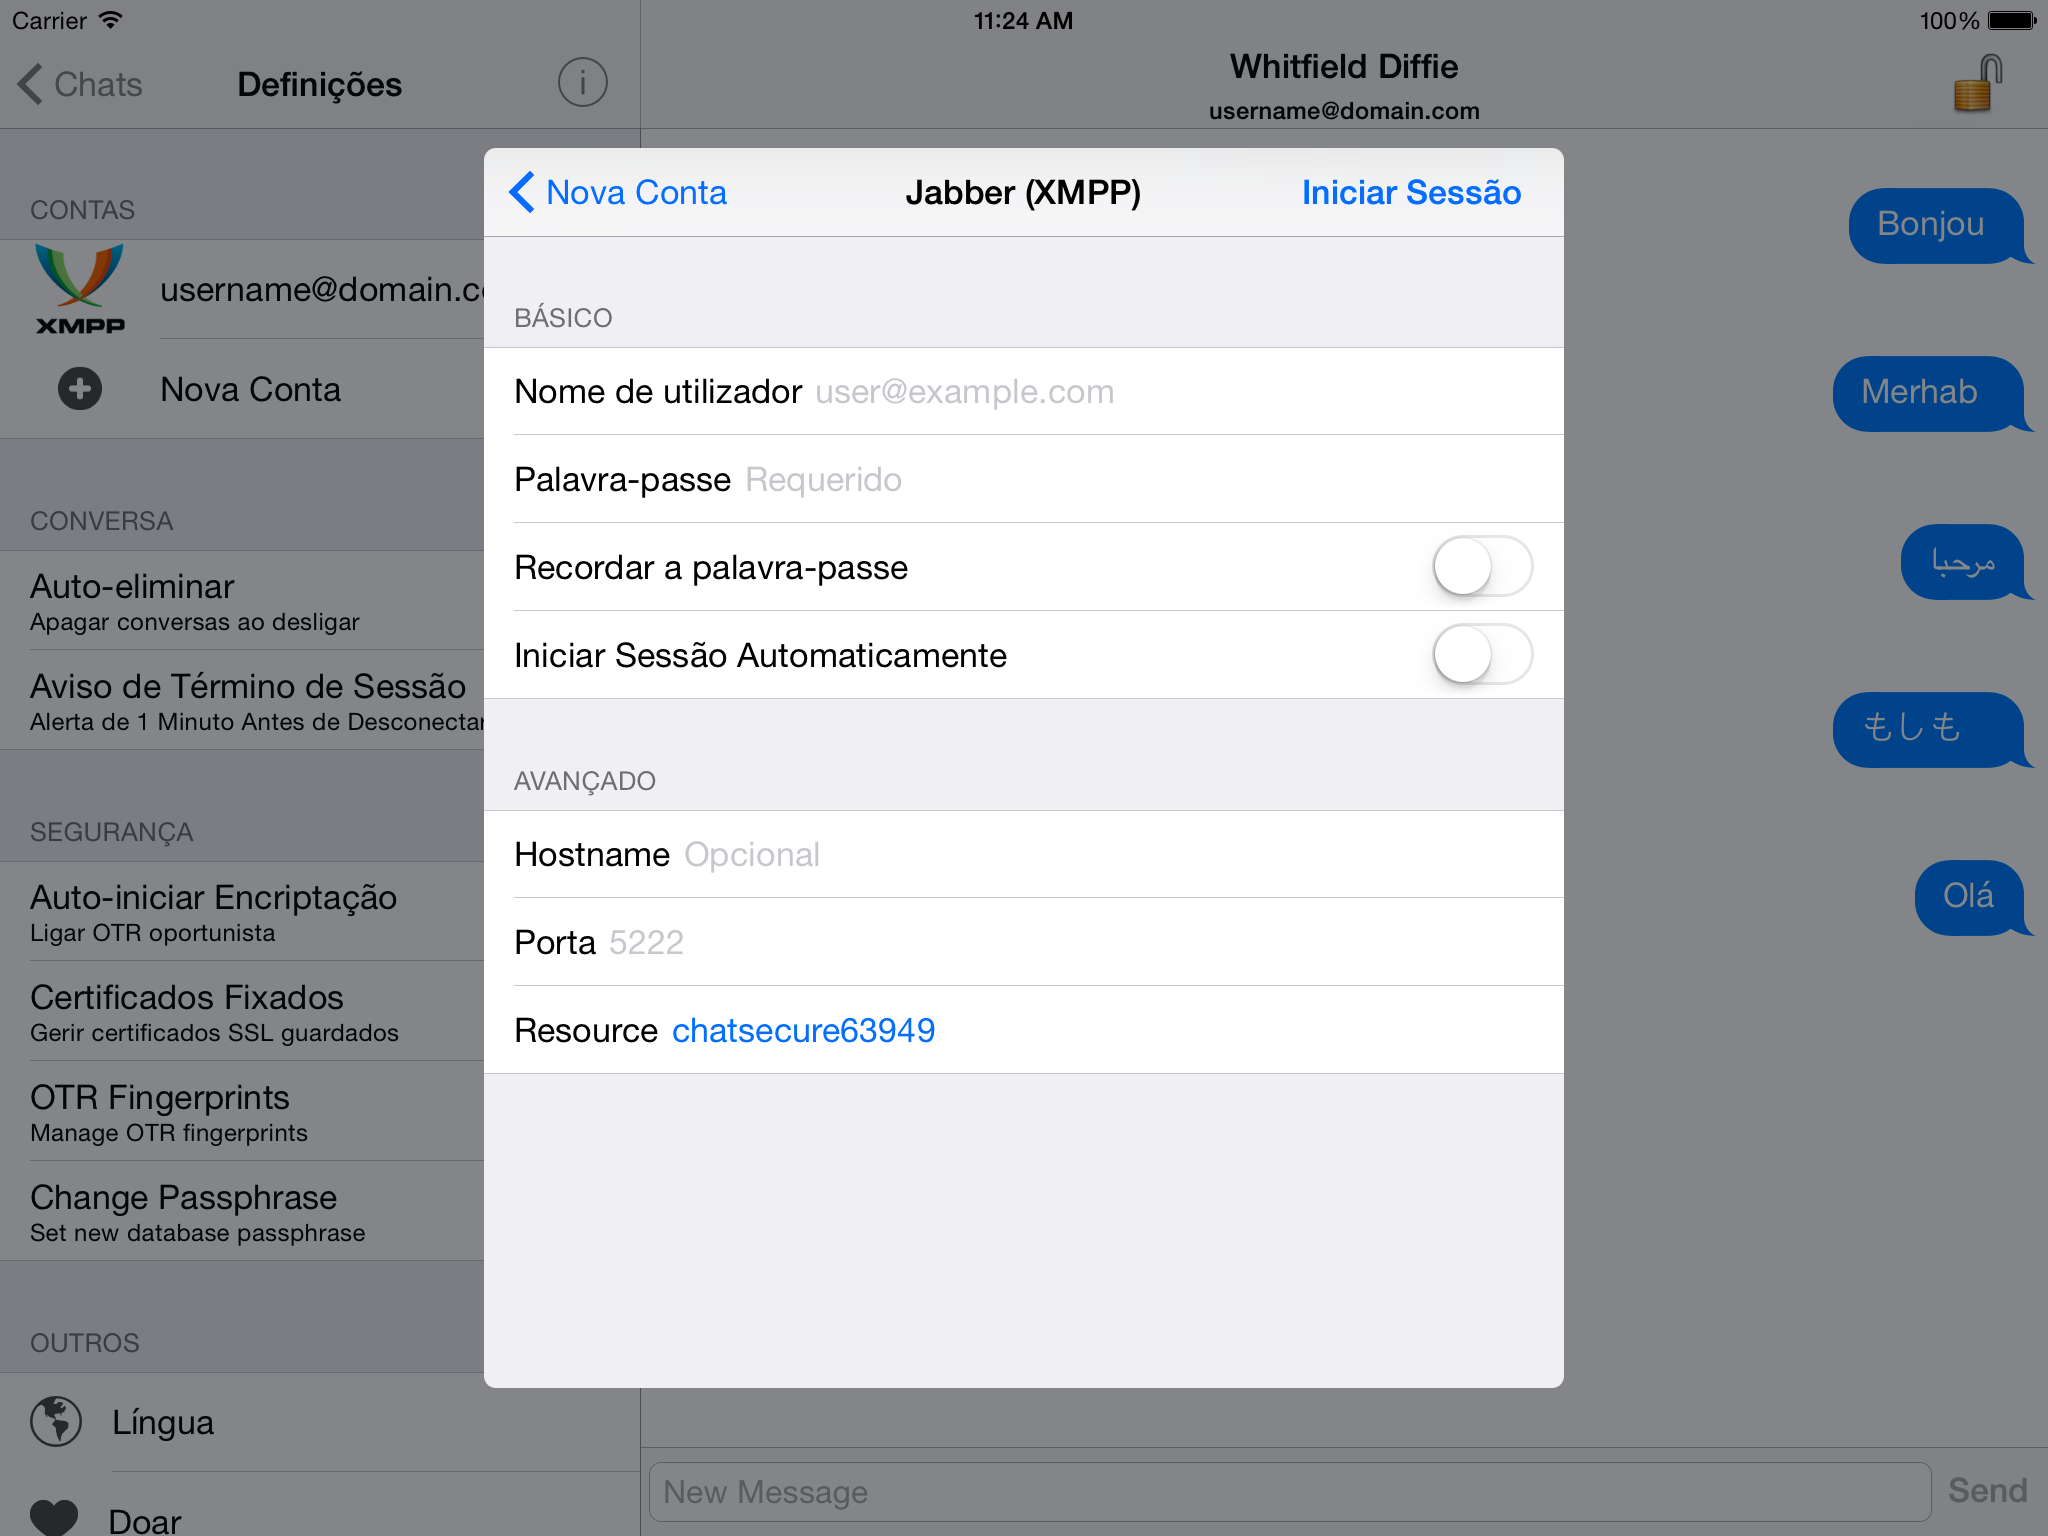 Carrier
11:24 AM
100%
Chats
Definições
Whitfield Diffie
username@domain.com
CONTAS
XMPP
username@domain.c
Nova Conta
CONVERSA
Auto-eliminar
Apagar conversas ao desligar
Aviso de Término de Sessão
Alerta de 1 Minuto Antes de Desconectar
SEGURANÇA
Auto-iniciar Encriptação
Ligar OTR oportunista
Certificados Fixados
Gerir certificados SSL guardados
OTR Fingerprints
Manage OTR fingerprints
Change Passphrase
Set new database passphrase
OUTROS
Língua
Doar
Nova Conta
Jabber (XMPP)
Iniciar Sessão
BÁSICO
Nome de utilizador user@example.com
Palavra-passe Requerido
Recordar a palavra-passe
Iniciar Sessão Automaticamente
AVANÇADO
Hostname Opcional
Porta 5222
Resource chatsecure63949
Bonjou
Merhab
مرحبا
もしも
Olá
New Message
Send